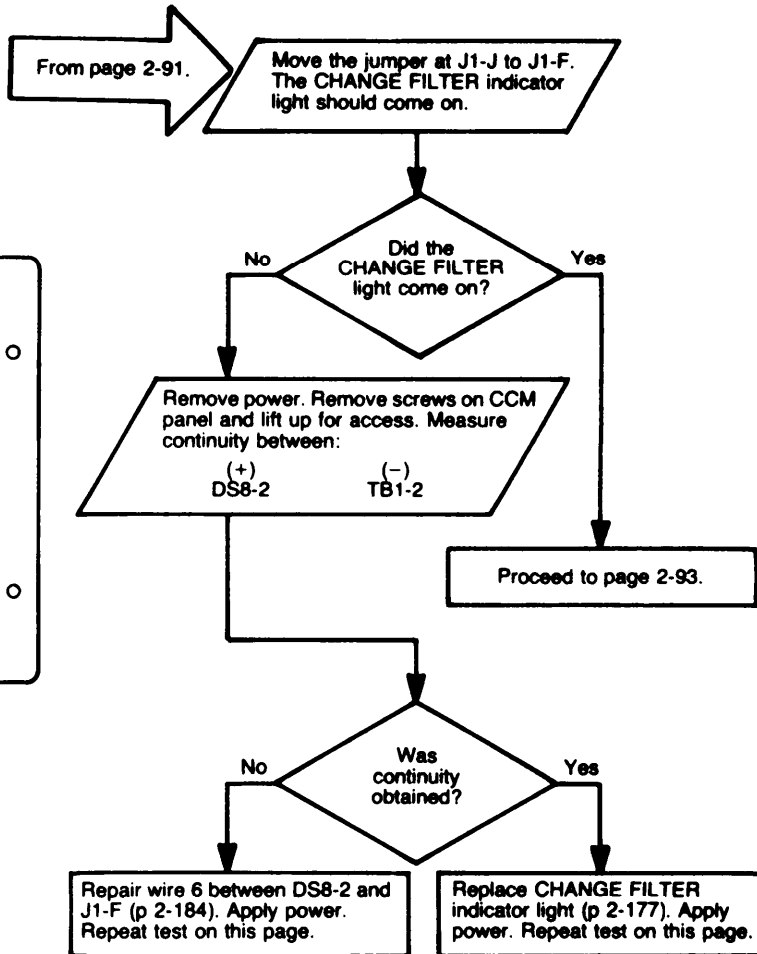 From page 2-91.
Move the jumper at J1-J to J1-F.
The CHANGE FILTER indicator
light should come on.
Did the
CHANGE FILTER
light come on?
No
Yes
Remove power. Remove screws on CCM
panel and lift up for access. Measure
continuity between:
(+) (−)
DS8-2 TB1-2
Proceed to page 2-93.
Was
continuity
obtained?
No
Yes
Repair wire 6 between DS8-2 and
J1-F (p 2-184). Apply power.
Repeat test on this page.
Replace CHANGE FILTER
indicator light (p 2-177). Apply
power. Repeat test on this page.